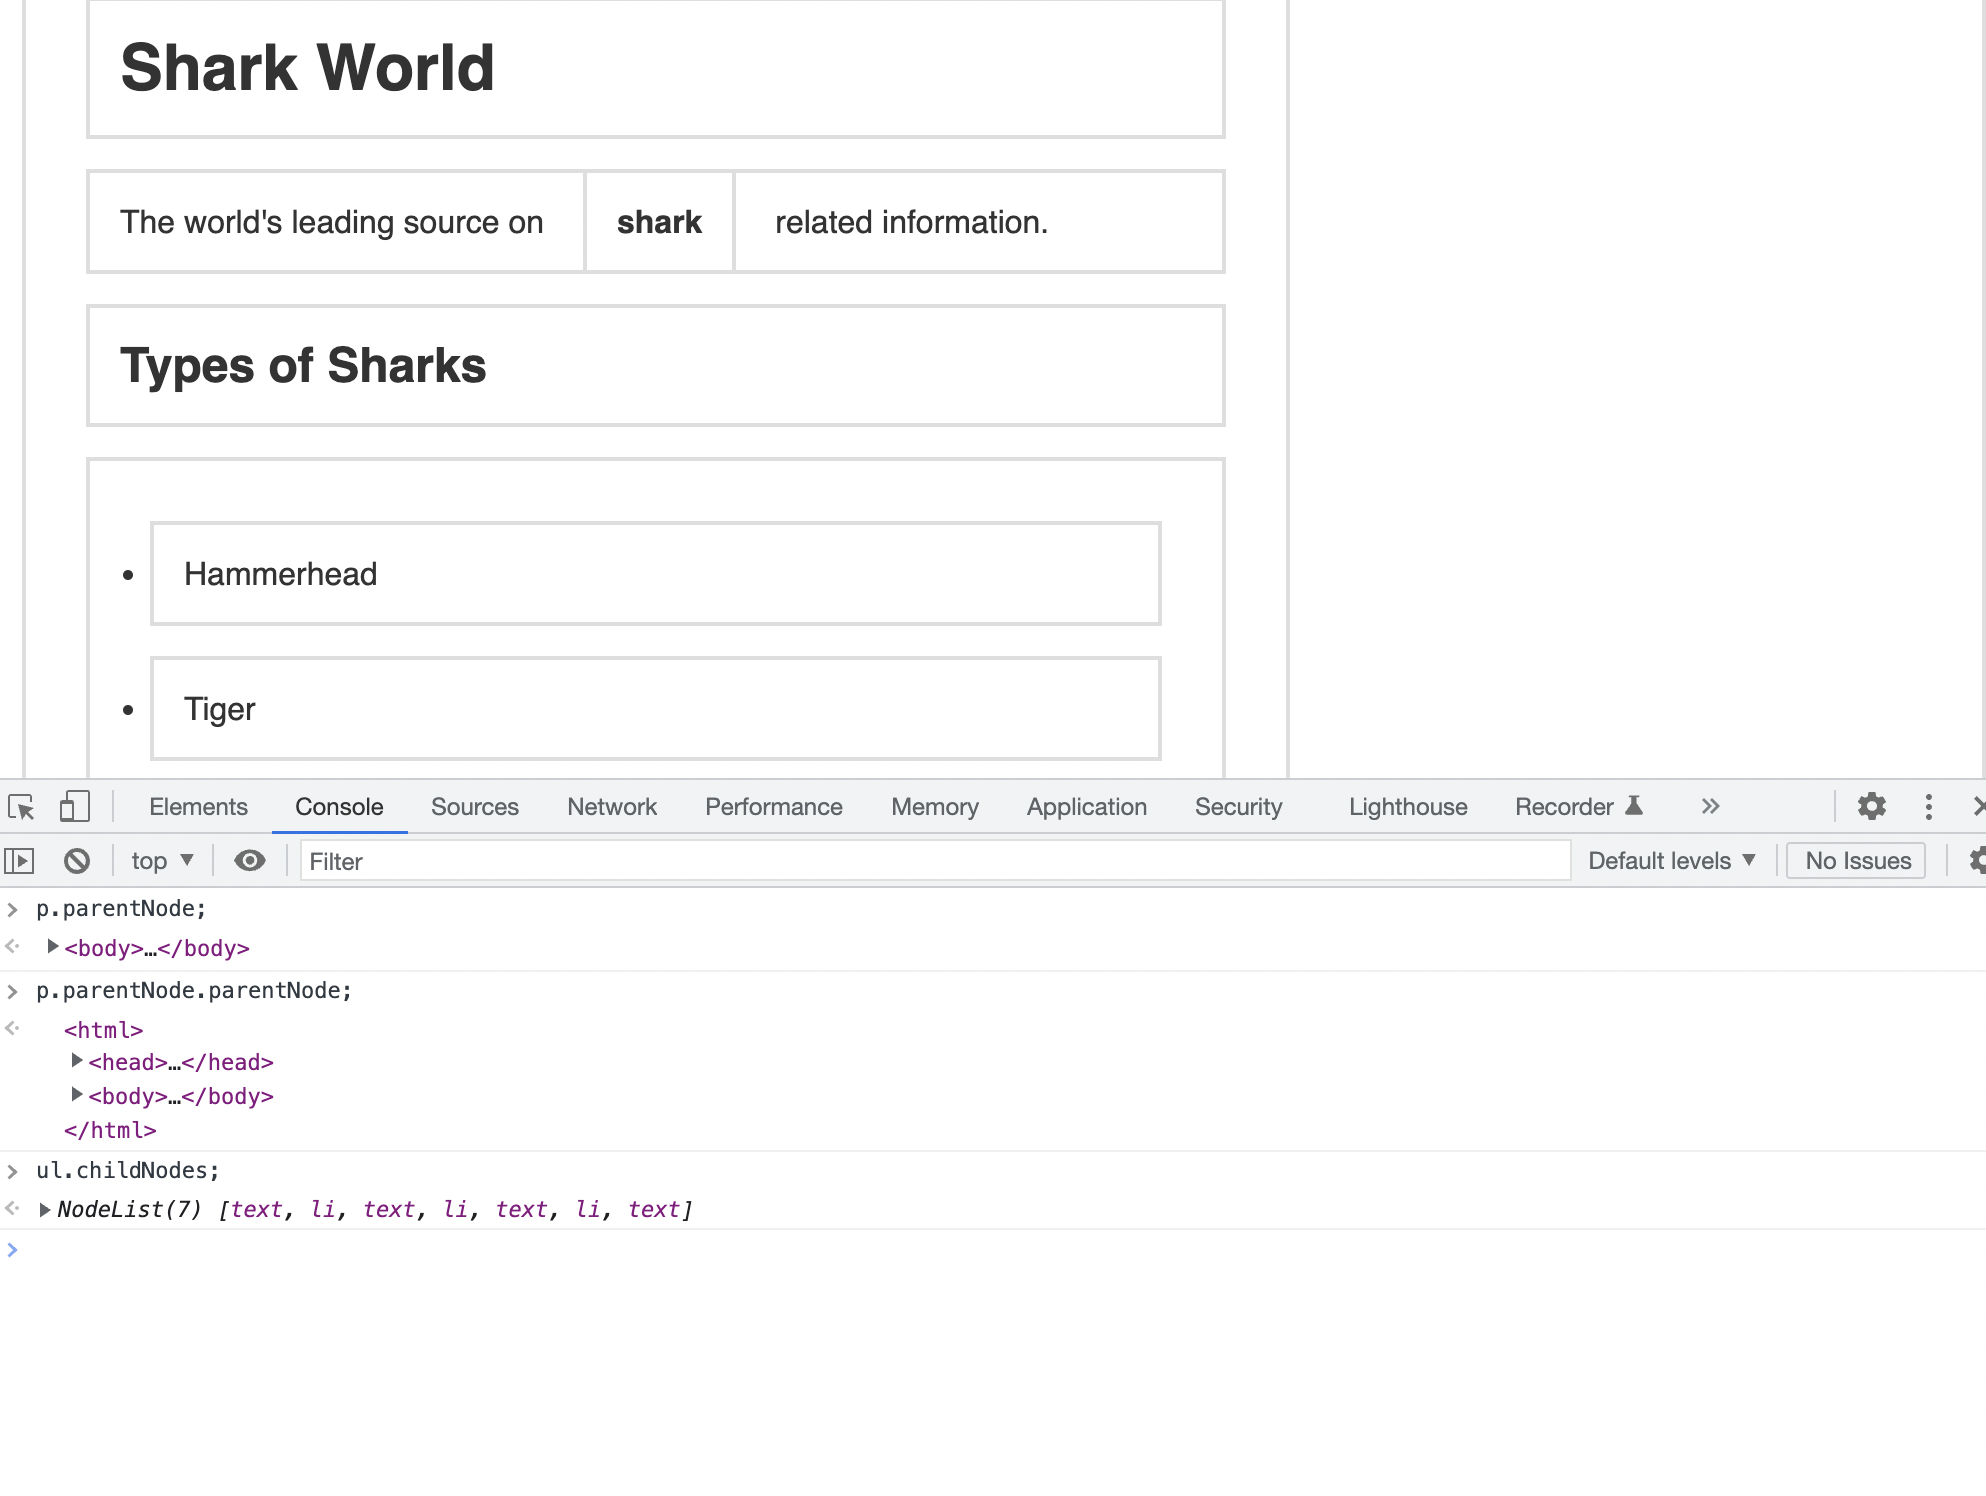 Shark World
The world's leading source on shark related information.
Types of Sharks
• Hammerhead
• Tiger
Elements Console Sources Network Performance Memory Application Security Lighthouse Recorder
top Filter Default levels No Issues
p.parentNode;
<body>…</body>
p.parentNode.parentNode;
<html>
<head>…</head>
<body>…</body>
</html>
ul.childNodes;
NodeList(7) [text, li, text, li, text, li, text]